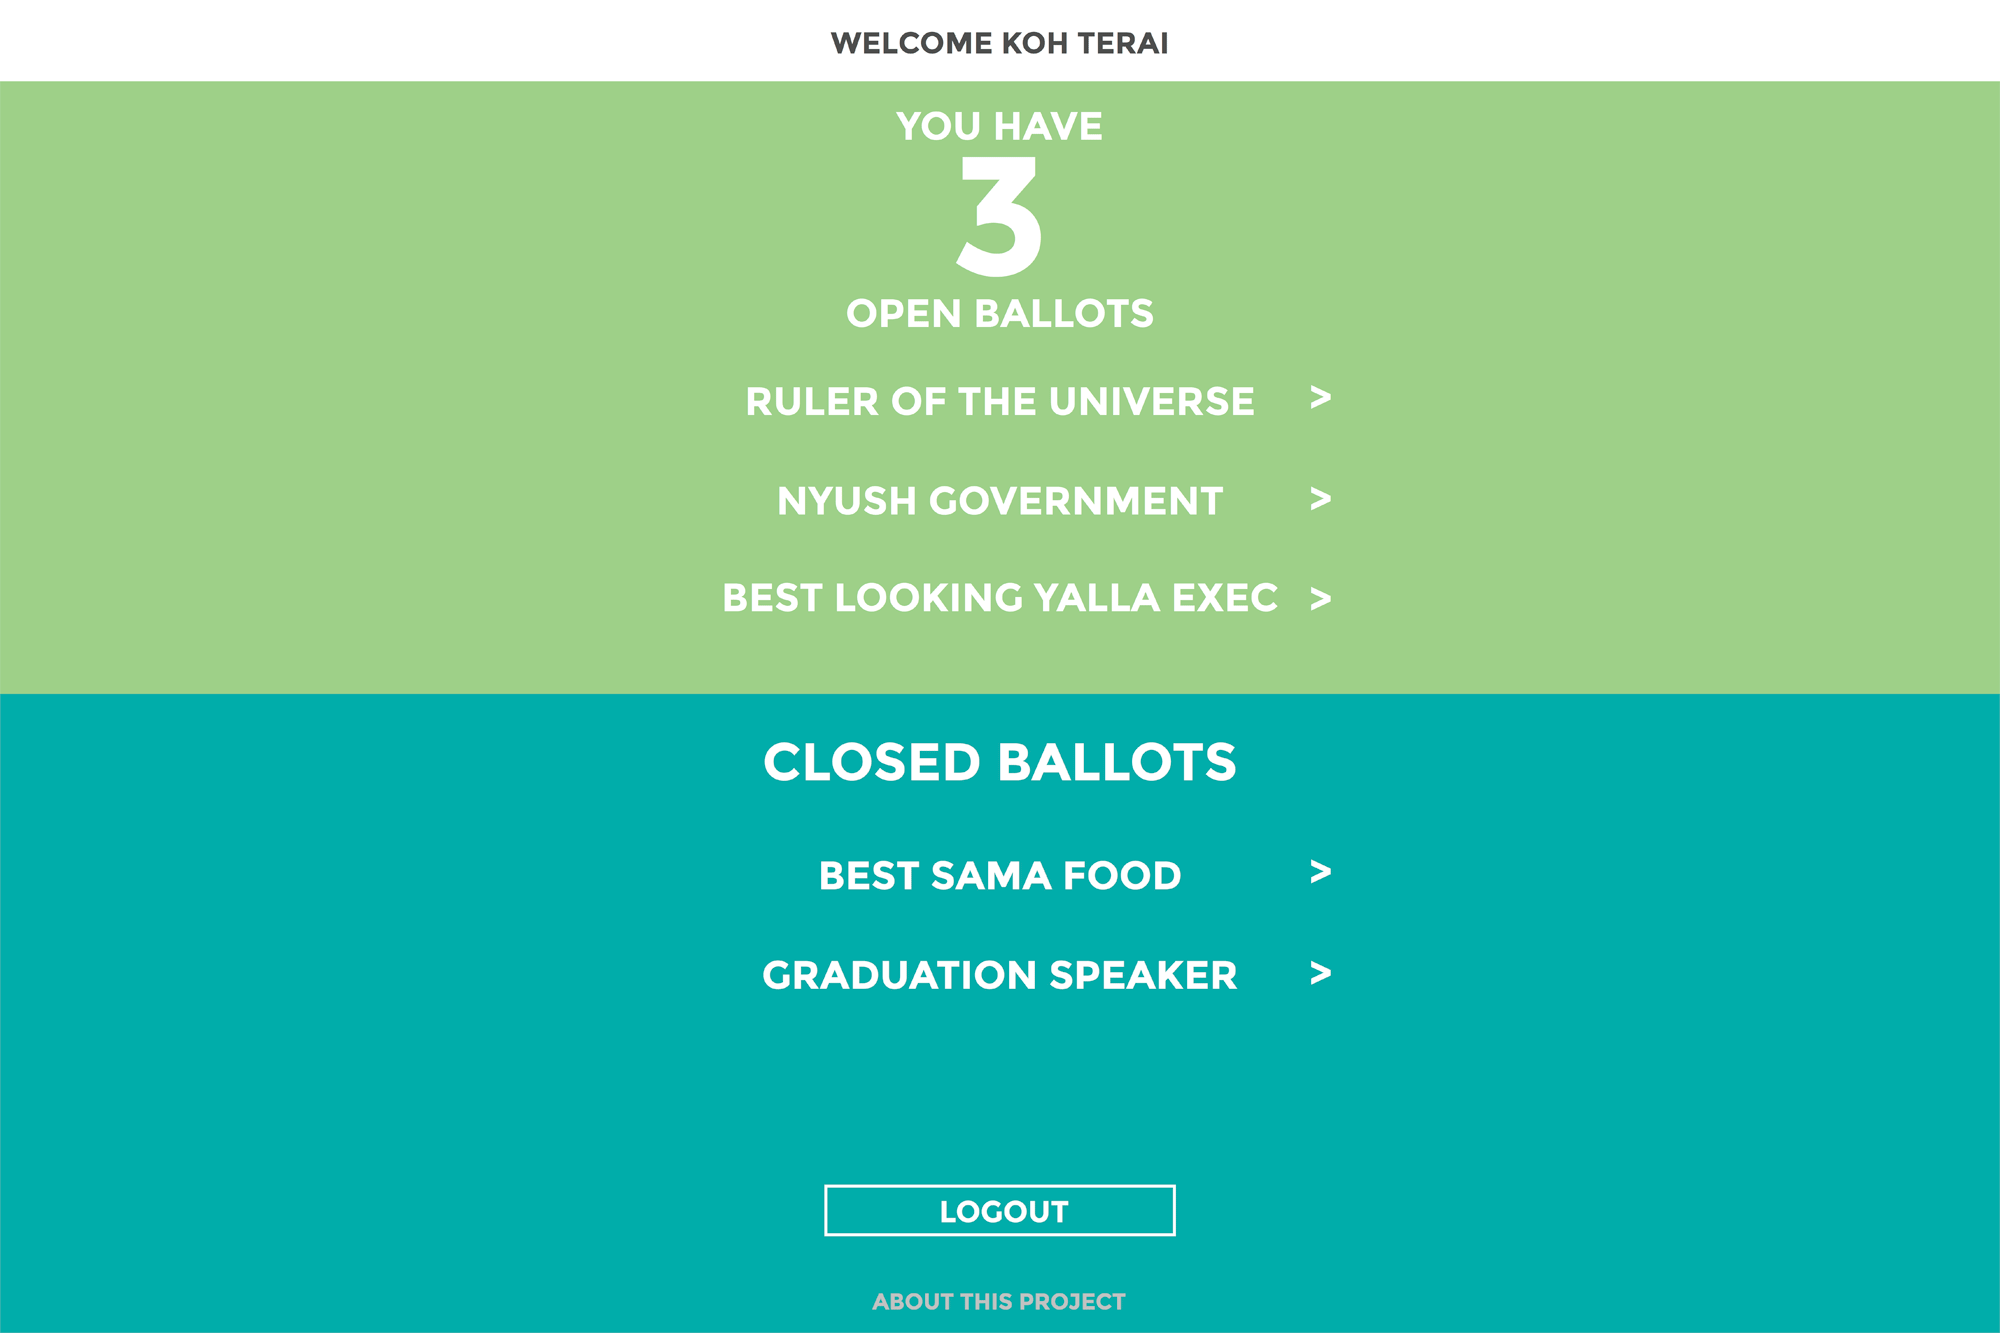 WELCOME KOH TERAI
YOU HAVE
3
OPEN BALLOTS
RULER OF THE UNIVERSE >
NYUSH GOVERNMENT >
BEST LOOKING YALLA EXEC >
CLOSED BALLOTS
BEST SAMA FOOD >
GRADUATION SPEAKER >
LOGOUT
ABOUT THIS PROJECT